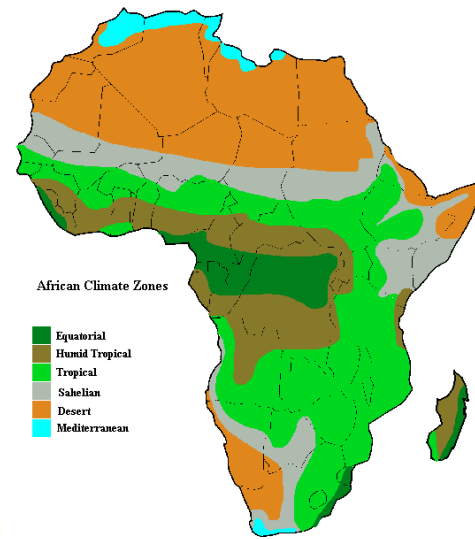 African Climate Zones
Equatorial
Humid Tropical
Tropical
Sahelian
Desert
Mediterranean